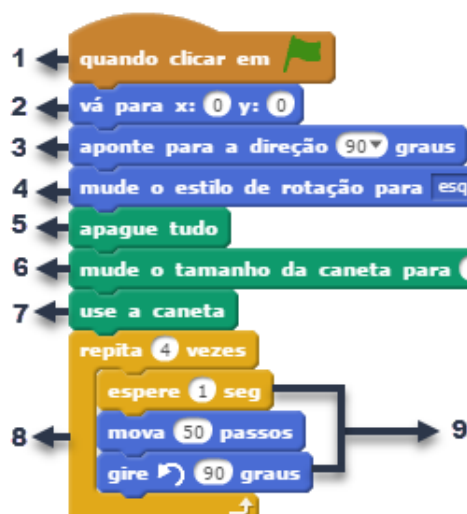 1 quando clicar em
2 vá para x: 0 y: 0
3 aponte para a direção 90 graus
4 mude o estilo de rotação para esq
5 apague tudo
6 mude o tamanho da caneta para
7 use a caneta
repita 4 vezes
espere 1 seg
8 mova 50 passos 9
gire 90 graus